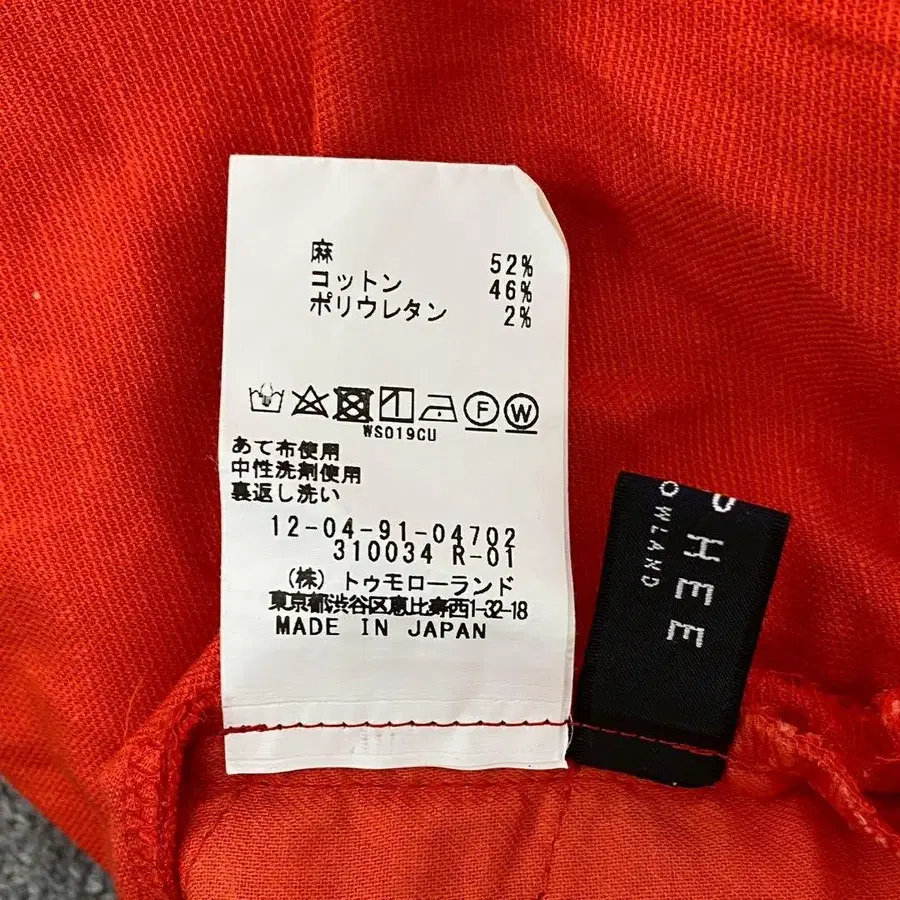 麻 52%
コットン 46%
ポリウレタン 2%
F W
WS019CU
あて布使用
中性洗剤使用
裏返し洗い
12-04-91-04702
310034 R-01
(株) トゥモローランド
東京都渋谷区恵比寿西1-32-18
MADE IN JAPAN
HEE
OWLAND